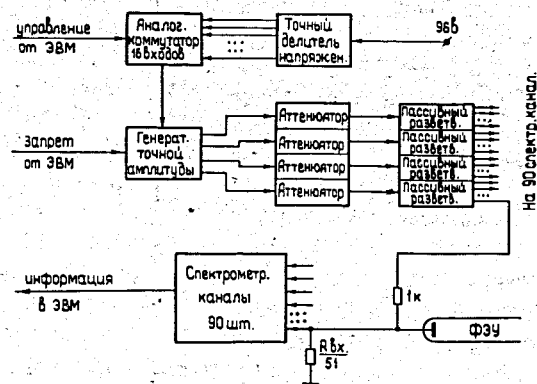 управление
от ЭВМ
Аналог.
коммутатор
16 входов
Точный
делитель
напряжен.
96в
Запрет
от ЭВМ
Генерат.
точной
амплитуды
Аттенюатор
Аттенюатор
Аттенюатор
Аттенюатор
Пассивный
разветв.
Пассивный
разветв.
Пассивный
разветв.
Пассивный
разветв.
На 90 спектр. канал.
информация
в ЭВМ
Спектрометр.
каналы
90 шт.
1к
Rвх.
51
ФЭУ